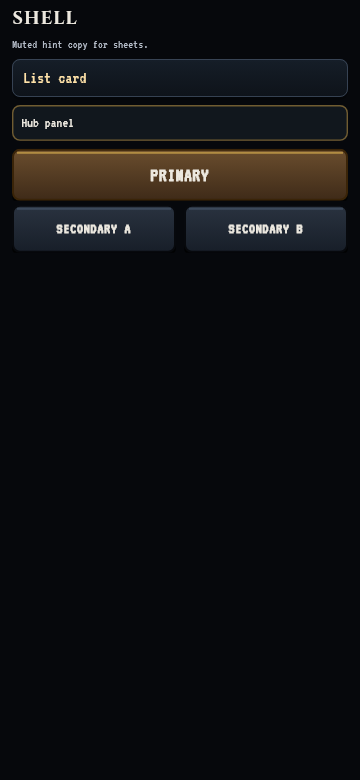 SHELL
Muted hint copy for sheets.
List card
Hub panel
PRIMARY
SECONDARY A
SECONDARY B